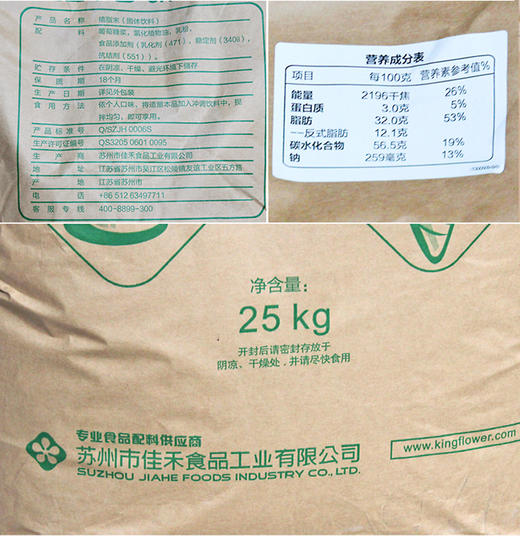 产品名称：植脂末（固体饮料）
配料：葡萄糖浆，氢化植物油，乳粉，
食品添加剂（乳化剂（471），稳定剂（340ii），
抗结剂（551））。
贮存条件：在阴凉、干燥、避光环境下储存
保质期：18个月
生产日期：详见外包装
食用方法：依个人口味，将适量本品加入冲调饮料中，搅
拌均匀，即可享用。
产品标准号：Q/SZJH 0006S
生产许可证编号：QS3205 0601 0095
生产商：苏州市佳禾食品工业有限公司
地址：江苏省苏州市吴江区松陵镇友谊工业区五方路
产地：江苏省苏州市
电话：+86 512 63497711
客服专线：400-8899-300
营养成分表
项目 每100克 营养素参考值%
能量 2196千焦 26%
蛋白质 3.0克 5%
脂肪 32.0克 53%
--反式脂肪 12.1克
碳水化合物 56.5克 19%
钠 259毫克 13%
净含量：
25 kg
开封后请密封存放于
阴凉、干燥处，并请尽快食用
专业食品配料供应商
苏州市佳禾食品工业有限公司
SUZHOU JIAHE FOODS INDUSTRY CO., LTD.
www.kingflower.com